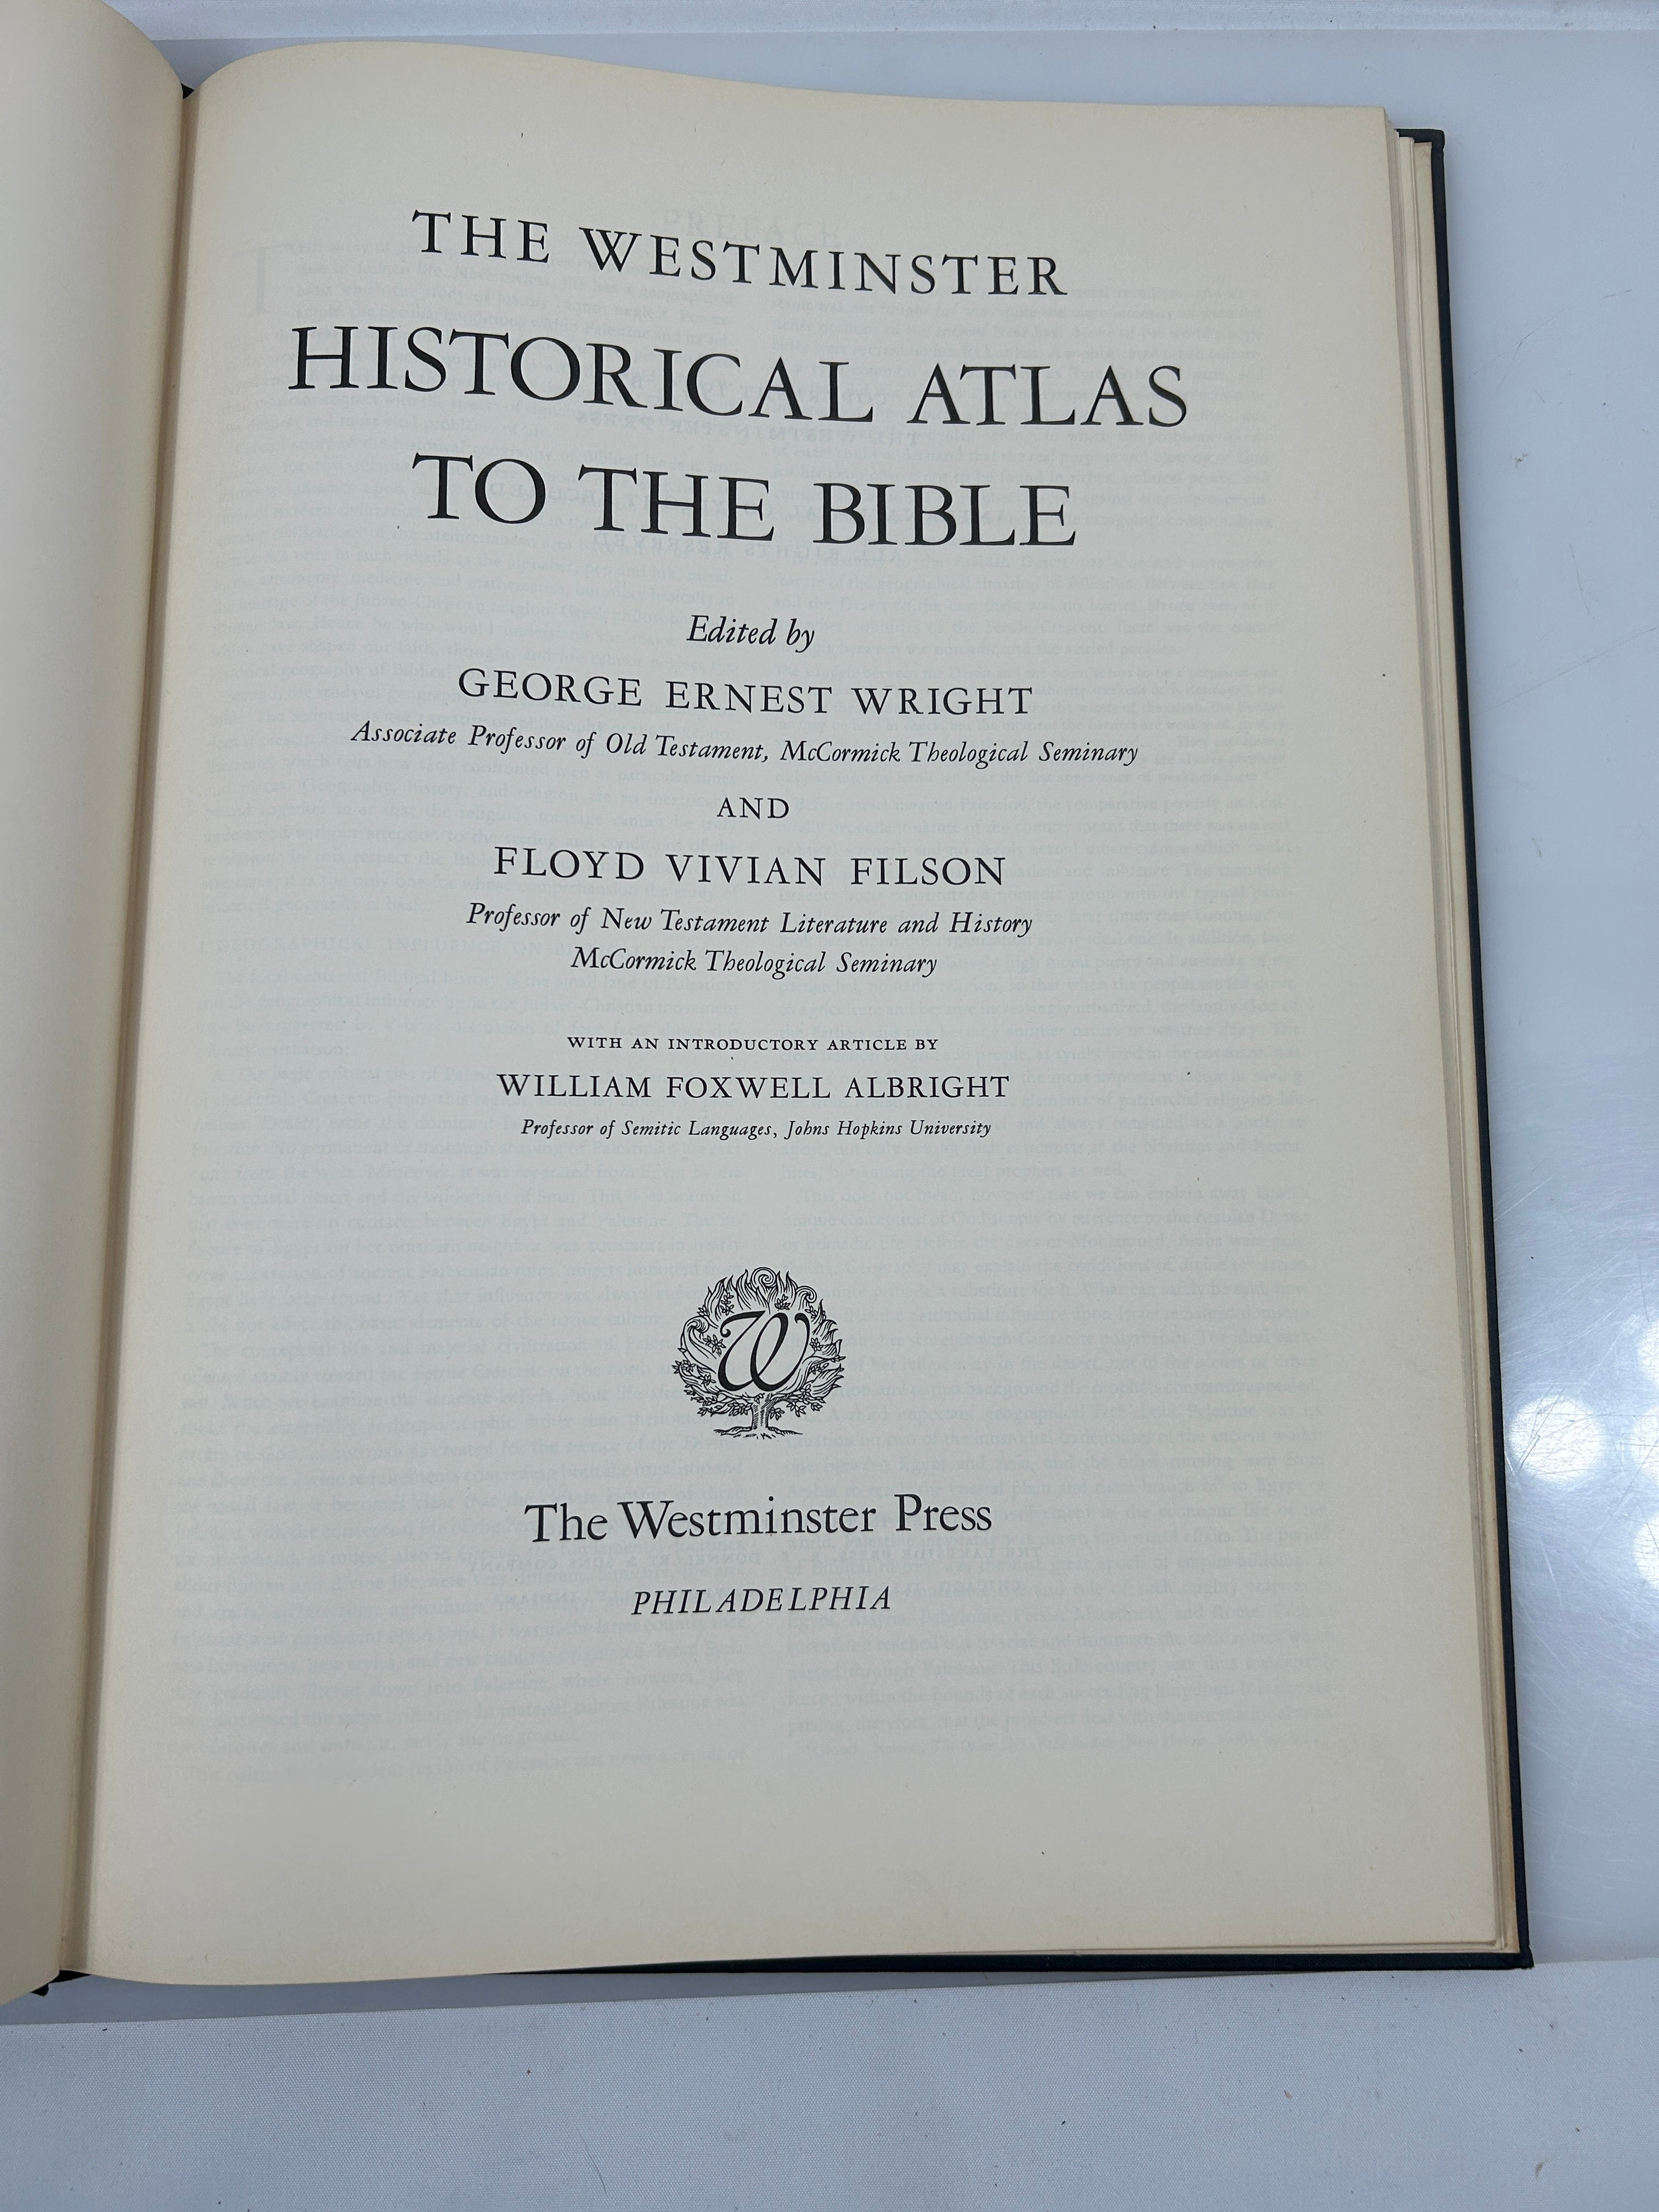 THE WESTMINSTER
HISTORICAL ATLAS
TO THE BIBLE
Edited by
GEORGE ERNEST WRIGHT
Associate Professor of Old Testament, McCormick Theological Seminary
AND
FLOYD VIVIAN FILSON
Professor of New Testament Literature and History
McCormick Theological Seminary
WITH AN INTRODUCTORY ARTICLE BY
WILLIAM FOXWELL ALBRIGHT
Professor of Semitic Languages, Johns Hopkins University
W
The Westminster Press
PHILADELPHIA